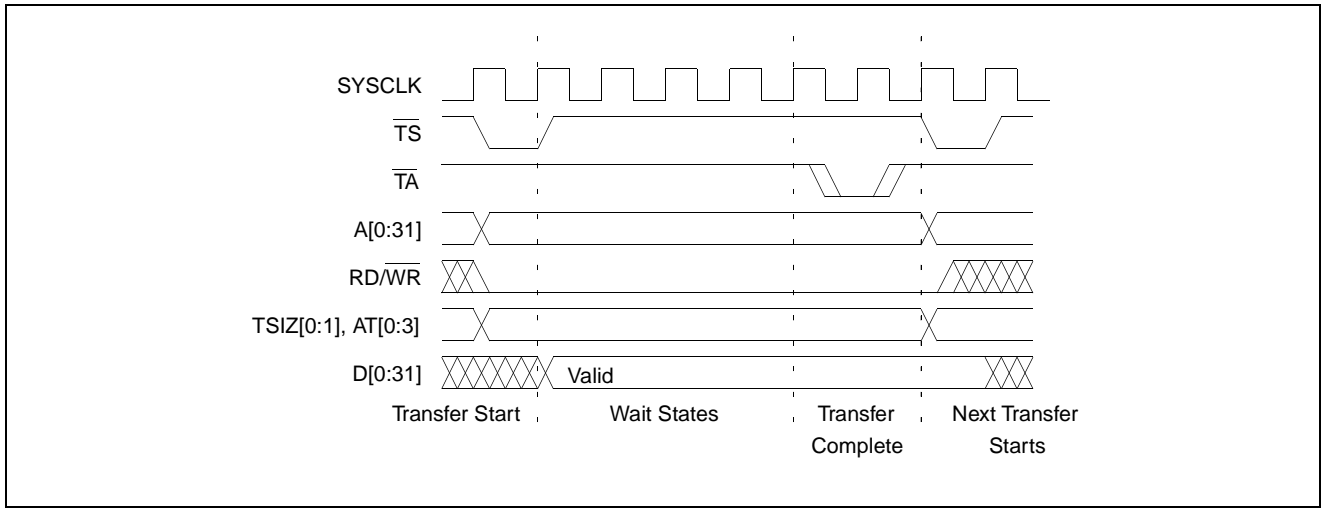 SYSCLK
TS
TA
A[0:31]
RD/WR
TSIZ[0:1], AT[0:3]
D[0:31]
Valid
Transfer Start
Wait States
Transfer
Complete
Next Transfer
Starts